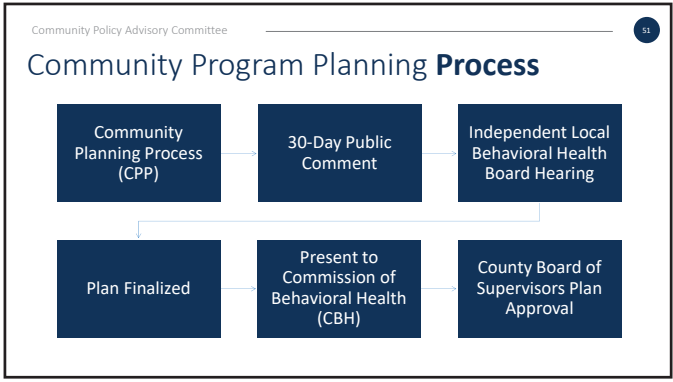 Community Policy Advisory Committee
51
Community Program Planning Process
Community
Planning Process
(CPP)
30-Day Public
Comment
Independent Local
Behavioral Health
Board Hearing
Plan Finalized
Present to
Commission of
Behavioral Health
(CBH)
County Board of
Supervisors Plan
Approval